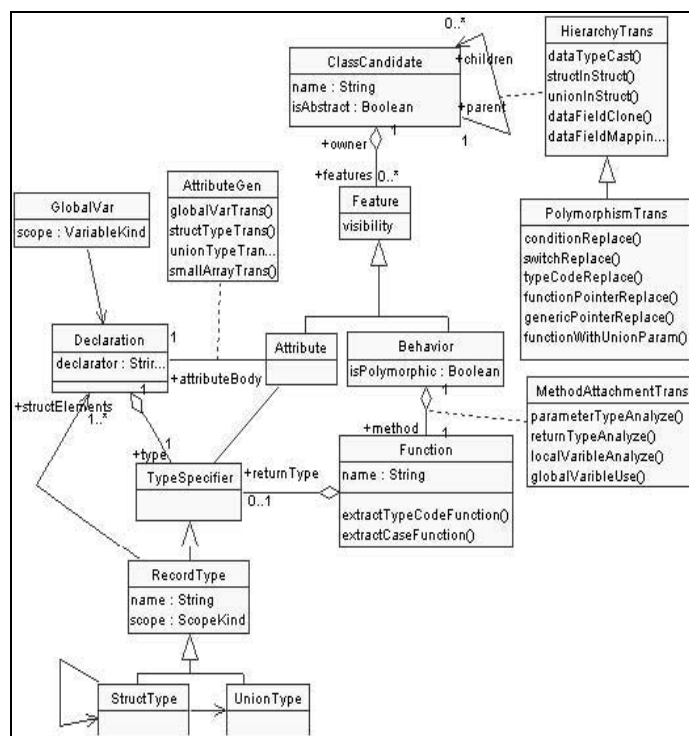 0..*
HierarchyTrans
dataTypeCast()
structInStruct()
unionInStruct()
dataFieldClone()
dataFieldMappin...
ClassCandidate
name : String
isAbstract : Boolean
+children
+parent
1
1
+owner
+features
0..*
AttributeGen
globalVarTrans()
structTypeTrans()
unionTypeTran...
smallArrayTrans()
GlobalVar
scope : VariableKind
Feature
visibility
PolymorphismTrans
conditionReplace()
switchReplace()
typeCodeReplace()
functionPointerReplace()
genericPointerReplace()
functionWithUnionParam()
Declaration
declarator : Strir...
1
+attributeBody
Attribute
Behavior
isPolymorphic : Boolean
1
+structElements
1..*
1
MethodAttachmentTrans
parameterTypeAnalyze()
returnTypeAnalyze()
localVaribleAnalyze()
globalVaribleUse()
+method
1
1
+type
TypeSpecifier
+returnType
0..1
Function
name : String
extractTypeCodeFunction()
extractCaseFunction()
RecordType
name : String
scope : ScopeKind
StructType
UnionType